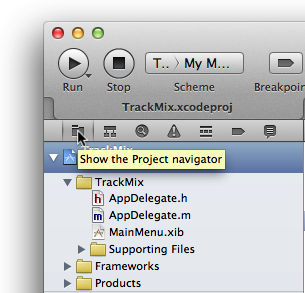 Run
Stop
T.. My M...
Scheme
Breakpoin
TrackMix.xcodeproj
TrackMix
Show the Project navigator
TrackMix
h AppDelegate.h
m AppDelegate.m
MainMenu.xib
Supporting Files
Frameworks
Products